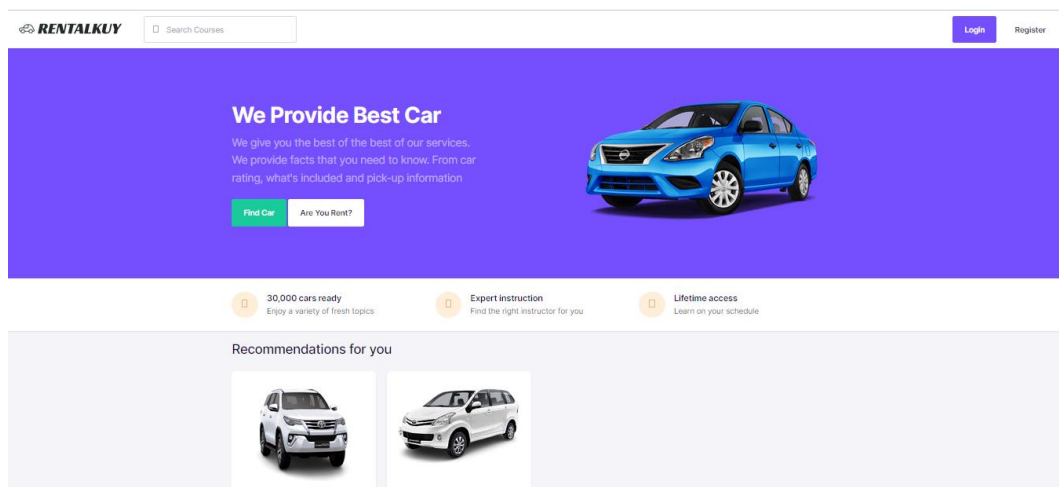 RENTALKUY
Search Courses
Login
Register
We Provide Best Car
We give you the best of the best of our services.
We provide facts that you need to know. From car
rating, what's included and pick-up information
Find Car
Are You Rent?
30,000 cars ready
Enjoy a variety of fresh topics
Expert instruction
Find the right instructor for you
Lifetime access
Learn on your schedule
Recommendations for you